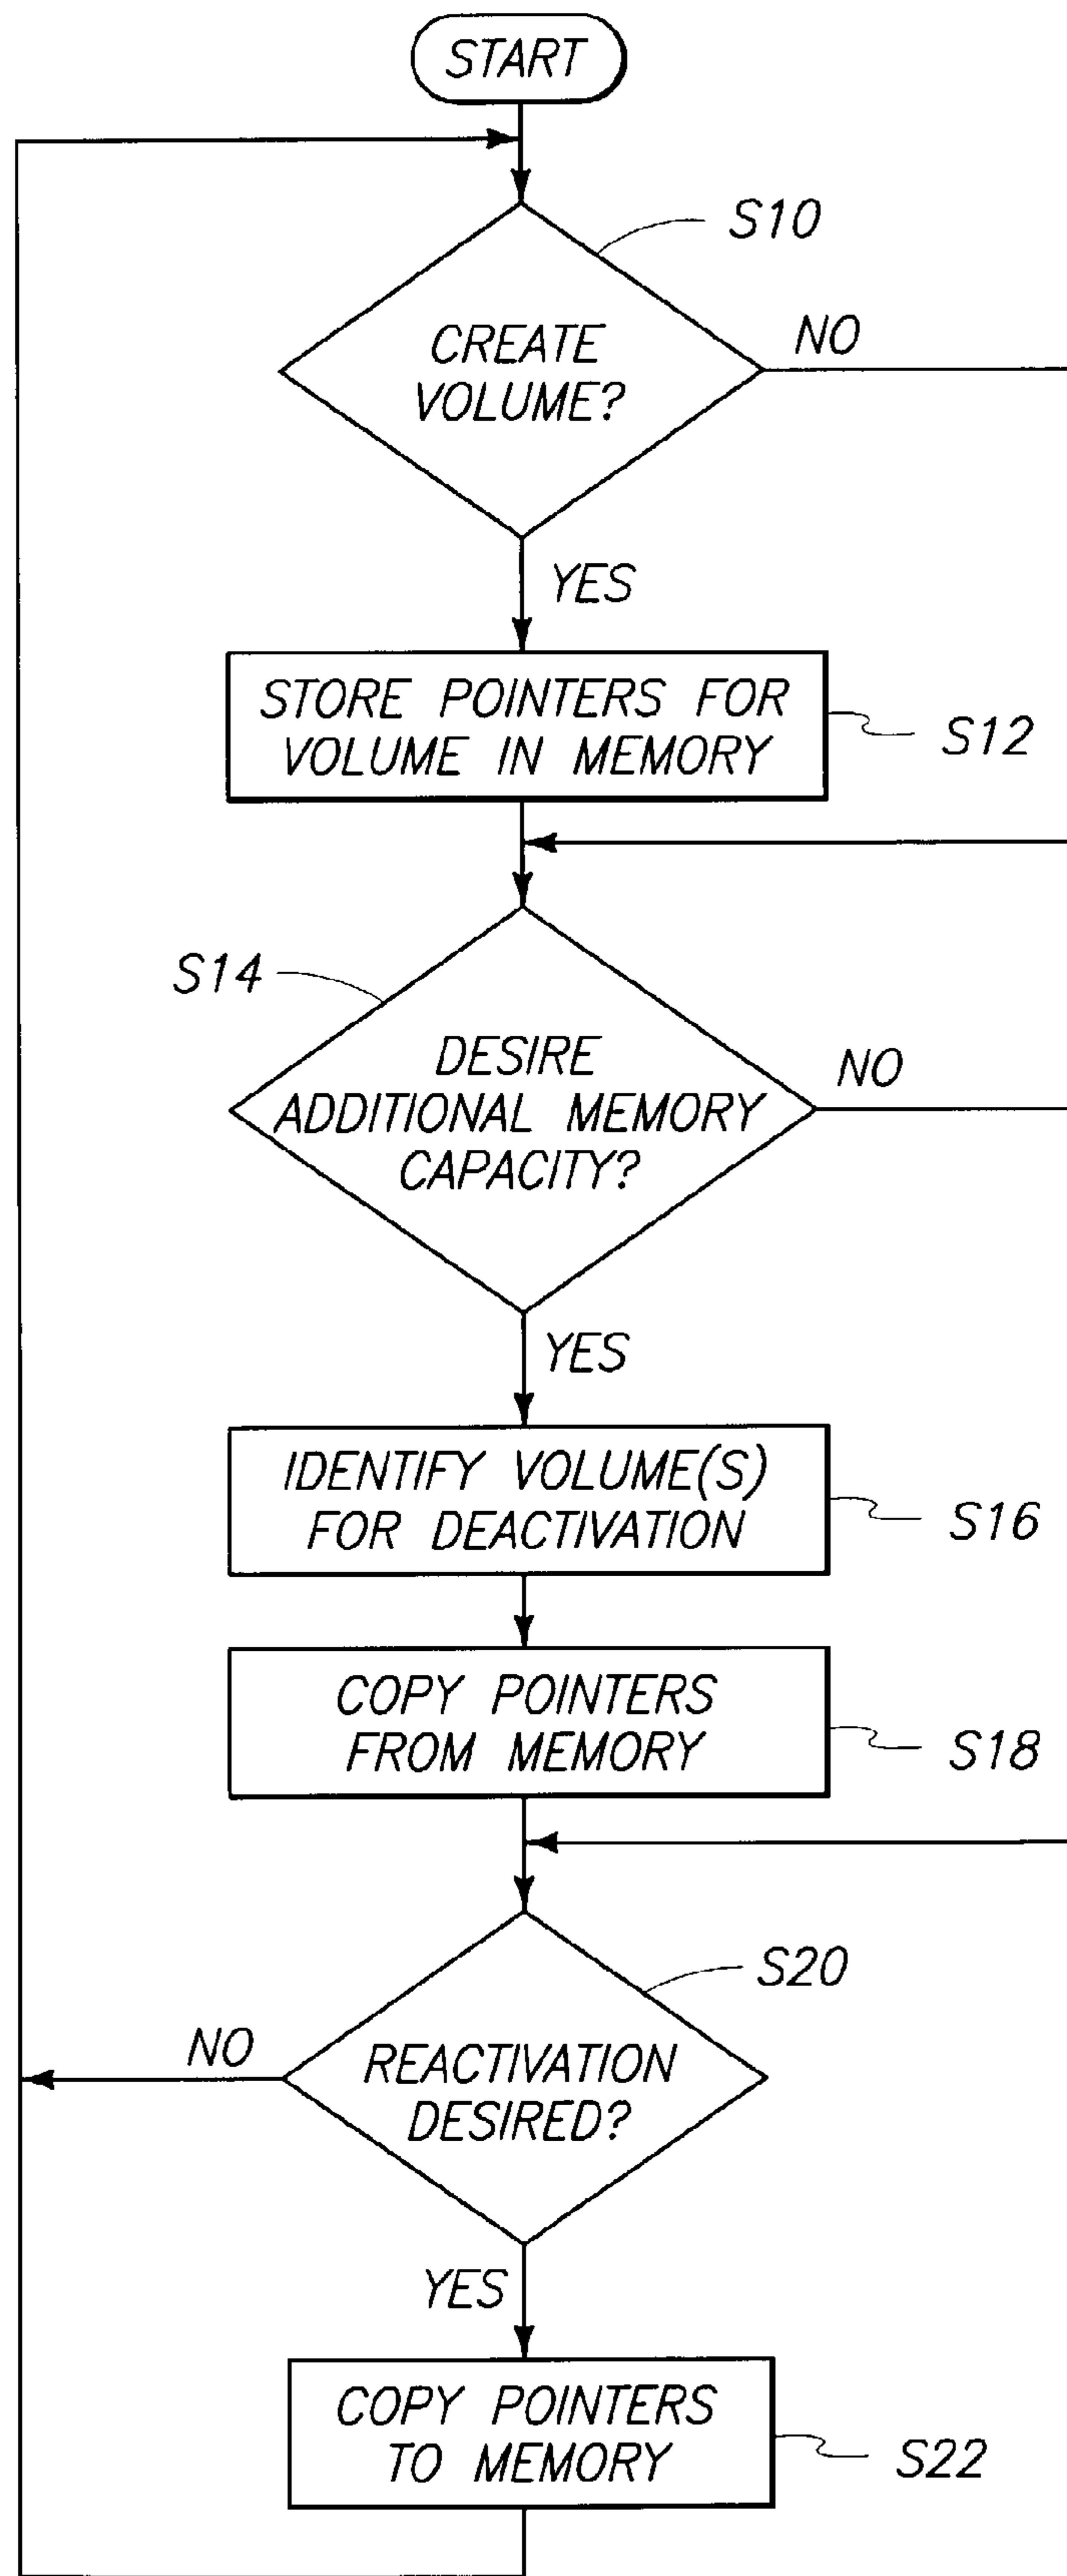 START
S10
CREATE
VOLUME?
NO
YES
STORE POINTERS FOR
VOLUME IN MEMORY
S12
S14
DESIRE
ADDITIONAL MEMORY
CAPACITY?
NO
YES
IDENTIFY VOLUME(S)
FOR DEACTIVATION
S16
COPY POINTERS
FROM MEMORY
S18
S20
NO
REACTIVATION
DESIRED?
YES
COPY POINTERS
TO MEMORY
S22